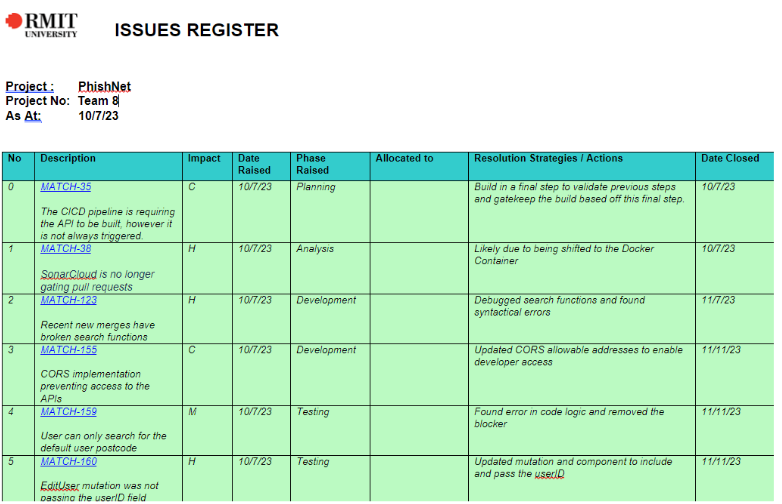 RMIT
UNIVERSITY
ISSUES REGISTER
Project : PhishNet
Project No: Team 8
As At: 10/7/23
No Description Impact Date Raised Phase Raised Allocated to Resolution Strategies / Actions Date Closed
0 MATCH-35 C 10/7/23 Planning Build in a final step to validate previous steps 10/7/23
and gatekeep the build based off this final step.
The CICD pipeline is requiring
the API to be built, however it
is not always triggered.
1 MATCH-38 H 10/7/23 Analysis Likely due to being shifted to the Docker 10/7/23
Container
SonarCloud is no longer
gating pull requests
2 MATCH-123 H 10/7/23 Development Debugged search functions and found 11/7/23
syntactical errors
Recent new merges have
broken search functions
3 MATCH-155 C 10/7/23 Development Updated CORS allowable addresses to enable 11/11/23
developer access
CORS implementation
preventing access to the
APIs
4 MATCH-159 M 10/7/23 Testing Found error in code logic and removed the 11/11/23
blocker
User can only search for the
default user postcode
5 MATCH-160 H 10/7/23 Testing Updated mutation and component to include 11/11/23
and pass the userID
EditUser mutation was not
passing the userID field